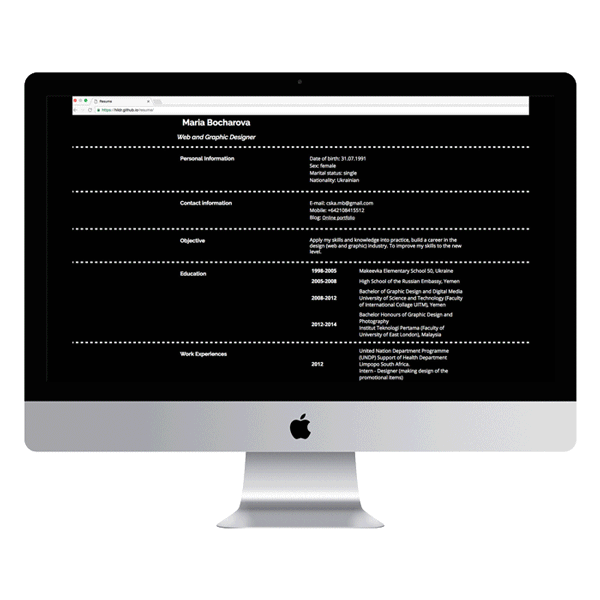 Resume
https://hildr.github.io/resume/
Maria Bocharova
Web and Graphic Designer
Personal Information
Date of birth: 31.07.1991
Sex: female
Marital status: single
Nationality: Ukrainian
Contact information
E-mail: cska.mb@gmail.com
Mobile: +642108415512
Blog: Online portfolio
Objective
Apply my skills and knowledge into practice, build a career in the
design (web and graphic) industry. To improve my skills to the new
level.
Education
1998-2005 Makeevka Elementary School 50, Ukraine
2005-2008 High School of the Russian Embassy, Yemen
2008-2012
Bachelor of Graphic Design and Digital Media
University of Science and Technology (Faculty
of International Collage UITM), Yemen
2012-2014
Bachelor Honours of Graphic Design and
Photography
Institut Teknologi Pertama (Faculty of
University of East London), Malaysia
Work Experiences
2012
United Nation Department Programme
(UNDP) Support of Health Department
Limpopo South Africa.
Intern - Designer (making design of the
promotional items)